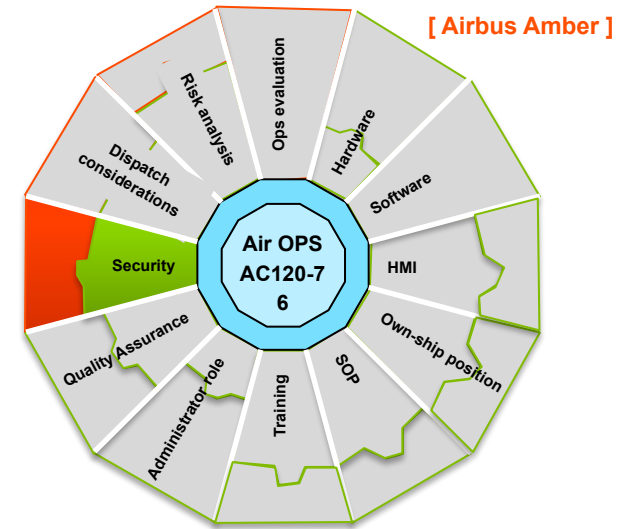 [ Airbus Amber ]
Ops evaluation
Hardware
Software
HMI
Own-ship position
SOP
Training
Administrator role
Quality Assurance
Security
Dispatch
considerations
Risk analysis
Air OPS
AC120-7
6